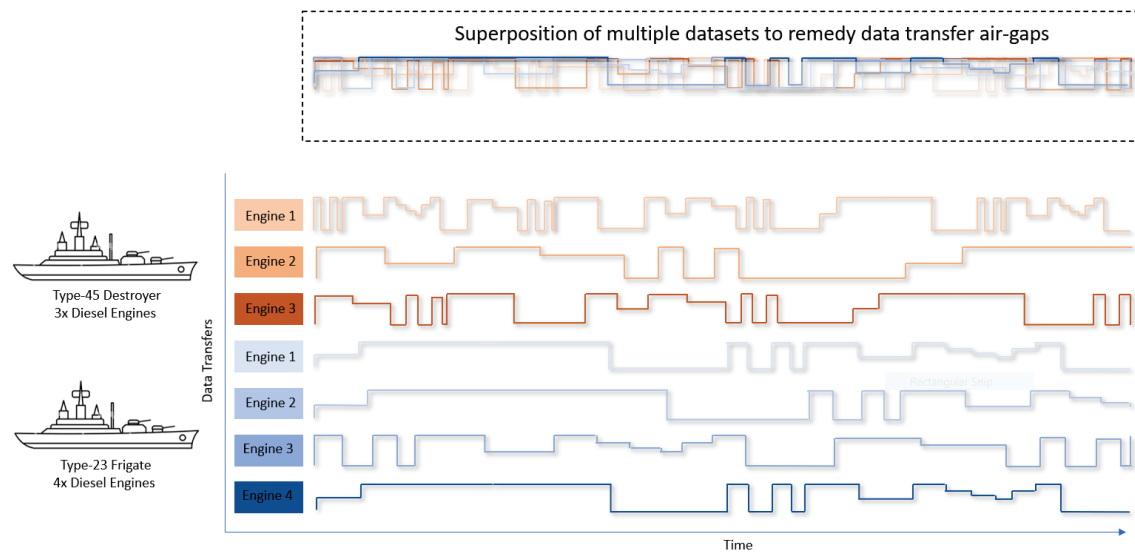 Superposition of multiple datasets to remedy data transfer air-gaps
Engine 1
Engine 2
Type-45 Destroyer
3x Diesel Engines
Engine 3
Data Transfers
Engine 1
Rectangular Snip
Engine 2
Type-23 Frigate
4x Diesel Engines
Engine 3
Engine 4
Time